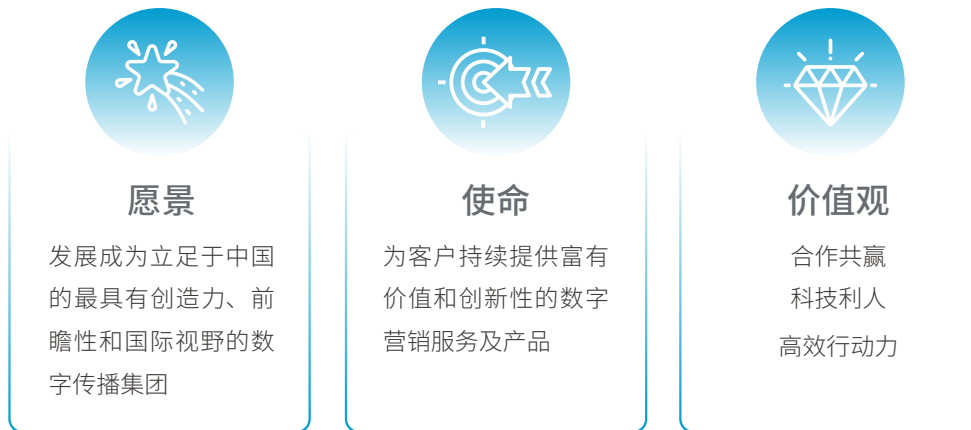 愿景
发展成为立足于中国
的最具有创造力、前
瞻性和国际视野的数
字传播集团
使命
为客户持续提供富有
价值和创新性的数字
营销服务及产品
价值观
合作共赢
科技利人
高效行动力